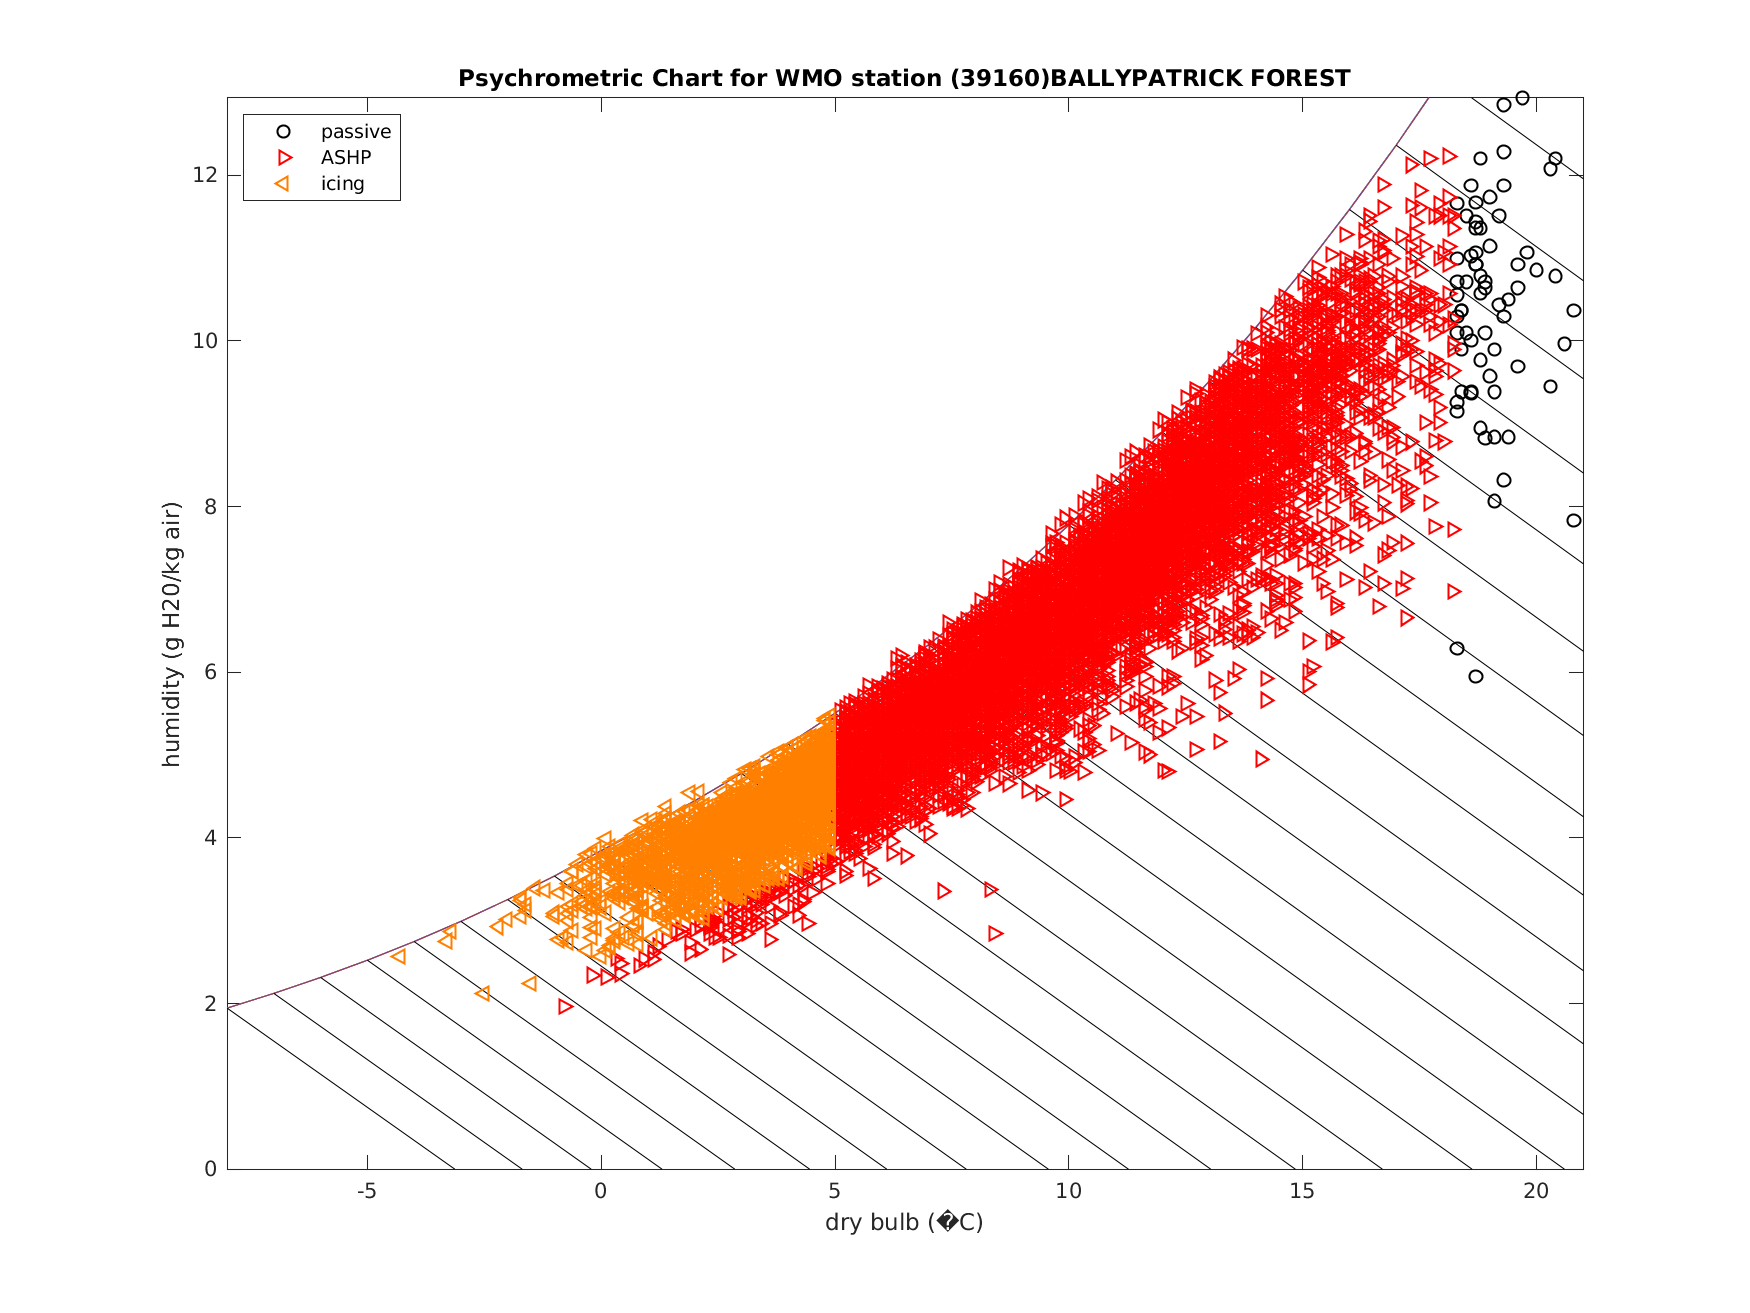 Psychrometric Chart for WMO station (39160)BALLYPATRICK FOREST
passive
ASHP
icing
humidity (g H20/kg air)
12
10
8
6
4
2
0
-5 0 5 10 15 20
dry bulb (�C)